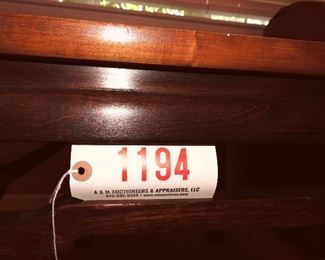 1194
A & M AUCTIONEERS & APPRAISERS, LLC